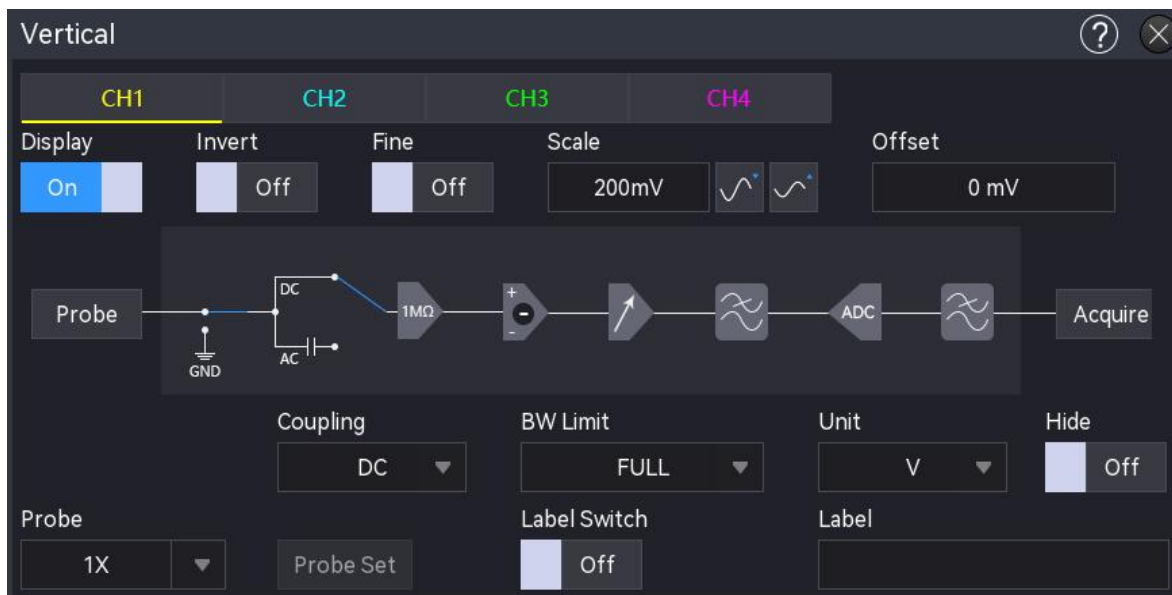 Vertical
?
CH1 CH2 CH3 CH4
Display Invert Fine Scale Offset
On Off Off 200mV 0 mV
DC
Probe 1MΩ + - - ADC Acquire
AC
GND
Coupling BW Limit Unit Hide
DC FULL V Off
Probe Label Switch Label
1X Probe Set Off